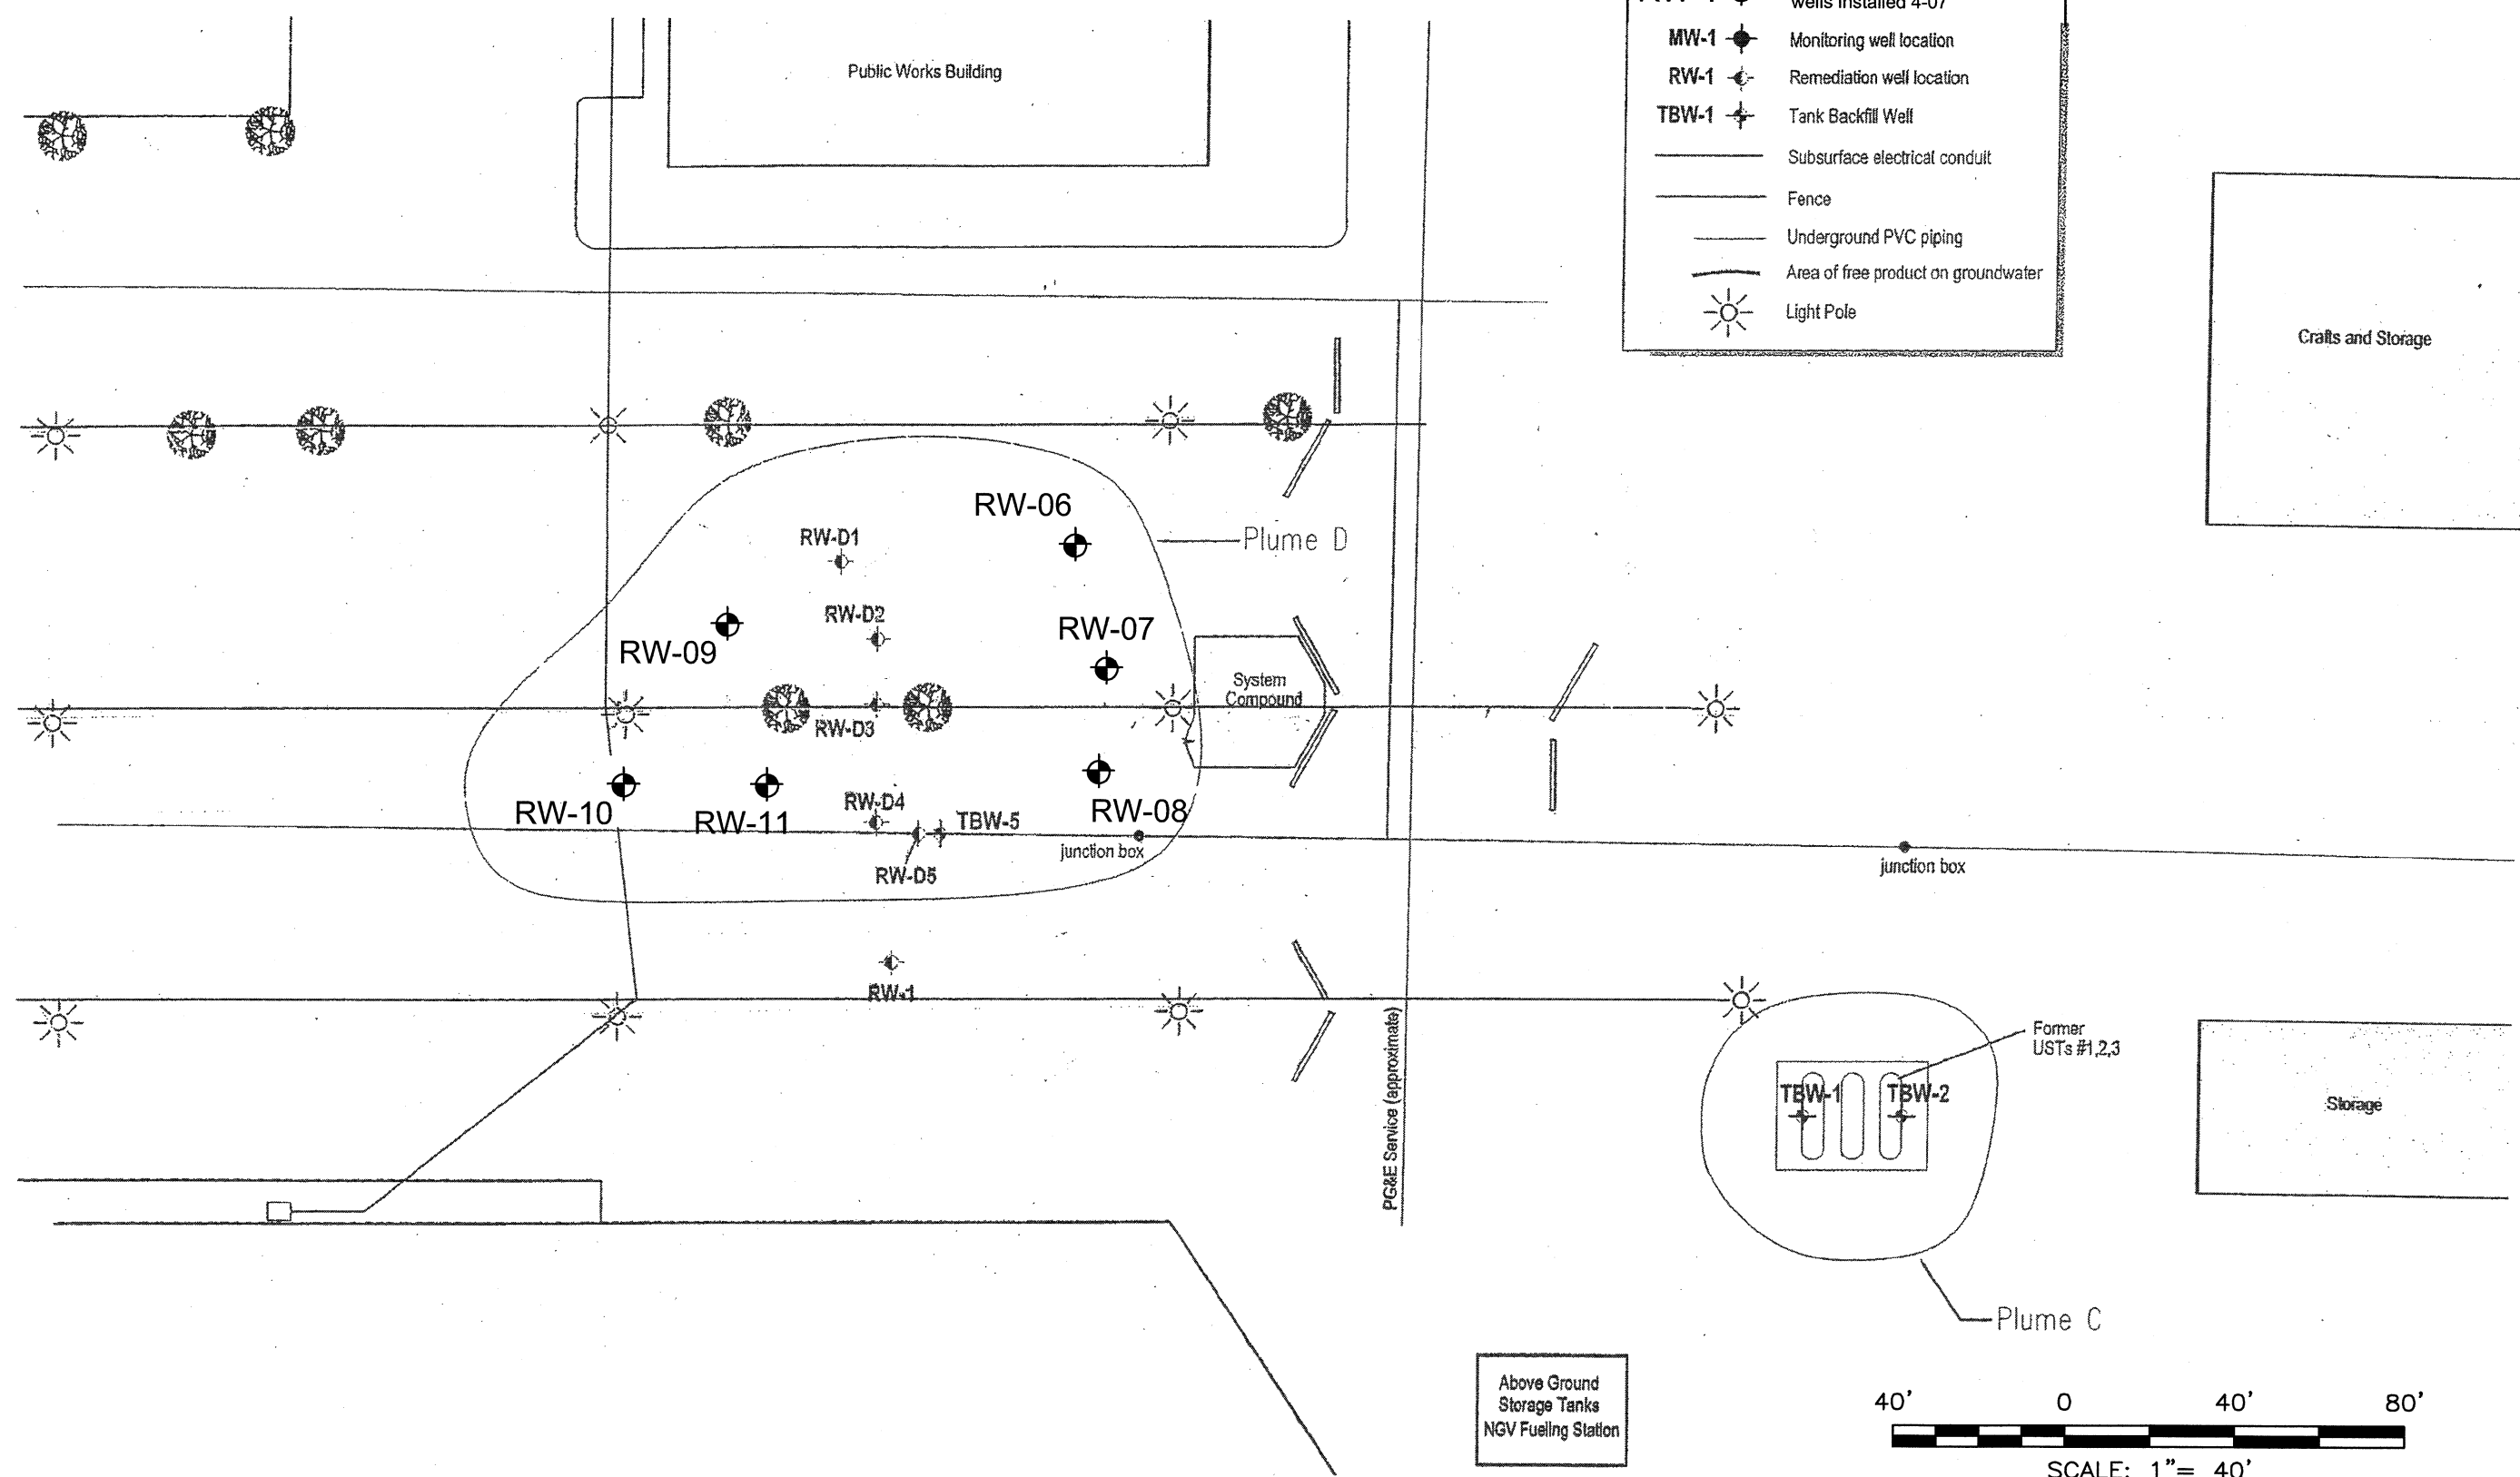 wells installed 4-07
MW-1 Monitoring well location
RW-1 Remediation well location
TBW-1 Tank Backfill Well
Subsurface electrical conduit
Fence
Underground PVC piping
Area of free product on groundwater
Light Pole
Public Works Building
Crafts and Storage
RW-06
RW-D1
Plume D
RW-D2
RW-07
RW-09
System
Compound
RW-D3
RW-D4
RW-10
RW-11
TBW-5
RW-08
junction box
junction box
RW-D5
RW-1
PG&E Service (approximate)
Former
USTs #1,2,3
TBW-1
TBW-2
Storage
Plume C
Above Ground
Storage Tanks
NGV Fueling Station
40' 0 40' 80'
SCALE: 1"= 40'